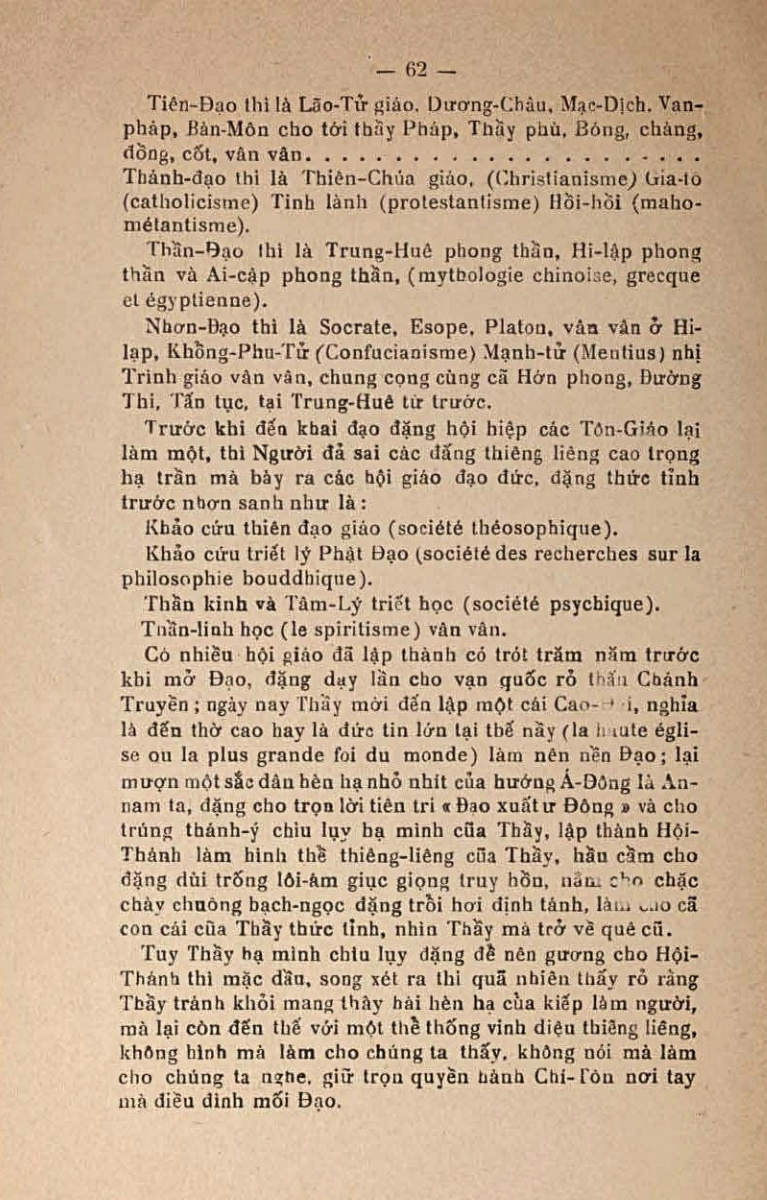 — 62 —
Tiên-Đạo thì là Lão-Tử giáo. Dương-Châu, Mạc-Dịch. Vạn-
pháp, Bàn-Môn cho tới thầy Pháp, Thầy phù, Bóng, chàng,
đồng, cốt, vân vân. . . . . . . . . . . . . . . . . . . . . .
Thánh-đạo thì là Thiên-Chúa giáo, (Christianisme) Gia-tô
(catholicisme) Tinh lành (protestantisme) Hồi-hồi (maho-
métantisme).
Thần-Đạo thì là Trung-Huê phong thần, Hi-lập phong
thần và Ai-cập phong thần, (mythologie chinoise, grecque
et égyptienne).
Nhơn-Đạo thì là Socrate, Esope, Platon, vân vân ở Hi-
lạp, Khổng-Phu-Tử (Confucianisme) Mạnh-tử (Mentius) nhị
Trình giáo vân vân, chung cọng cùng cã Hớn phong, Đường
Thi, Tấn tục, tại Trung-Huê từ trước.
Trước khi đến khai đạo đặng hội hiệp các Tôn-Giáo lại
làm một, thì Người đả sai các đấng thiêng liêng cao trọng
hạ trần mà bày ra các hội giáo đạo đức, đặng thức tỉnh
trước nhơn sanh như là :
Khảo cứu thiên đạo giáo (société théosophique).
Khảo cứu triết lý Phật Đạo (société des recherches sur la
philosophie bouddhique).
Thần kinh và Tâm-Lý triết học (société psychique).
Thần-linh học (le spiritisme) vân vân.
Có nhiều hội giáo đã lập thành có trót trăm năm trước
khi mở Đạo, đặng dạy lần cho vạn quốc rỏ thấu Chánh
Truyền ; ngày nay Thầy mới đến lập một cái Cao- nghĩa
là đến thờ cao hay là đức tin lớn tại thế nầy (la haute égli-
se ou la plus grande foi du monde) làm nên nền Đạo ; lại
mượn một sắc dân hèn hạ nhỏ nhít của hướng Á-Đông là An-
nam ta, đặng cho trọn lời tiên tri « Đạo xuất ư Đông » và cho
trúng thánh-ý chìu lụy hạ mình cũa Thầy, lập thành Hội-
Thánh làm hình thể thiêng-liêng cũa Thầy, hầu cầm cho
đặng dùi trống lôi-âm giục giọng truy hồn, nắm cho chặc
chày chuông bạch-ngọc đặng trồi hơi định tánh, làm cho cã
con cái cũa Thầy thức tỉnh, nhìn Thầy mà trở về quê cũ.
Tuy Thầy hạ mình chìu lụy đặng để nên gương cho Hội-
Thánh thì mặc dầu, song xét ra thì quã nhiên thấy rỏ ràng
Thầy tránh khỏi mang thây hài hèn hạ của kiếp làm người,
mà lại còn đến thế với một thể thống vinh diệu thiêng liêng,
không hình mà làm cho chúng ta thấy, không nói mà làm
cho chúng ta nghe, giữ trọn quyền hành Chí-Tôn nơi tay
mà điều đình mối Đạo.